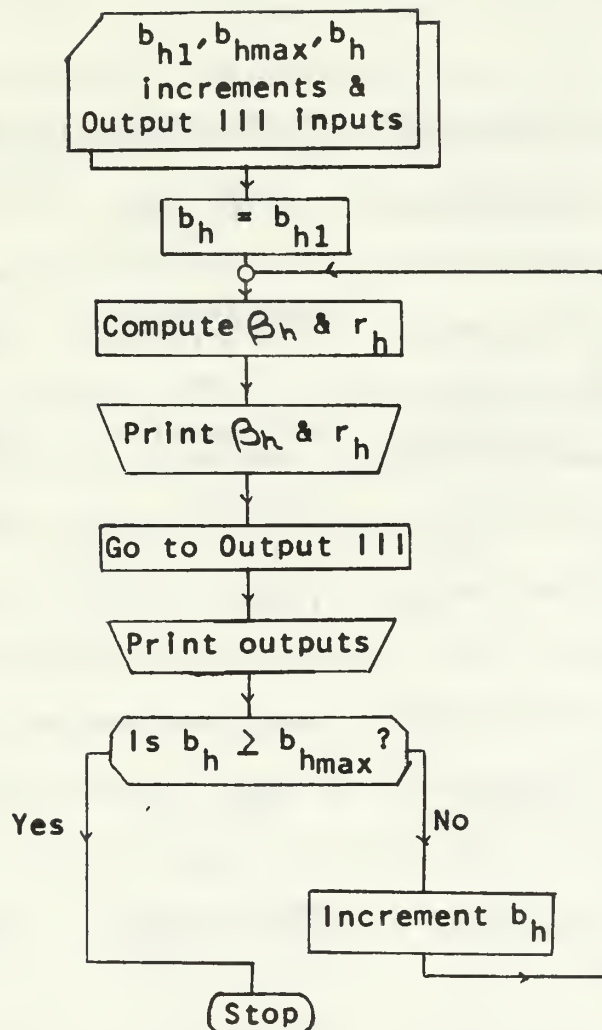 b_h1, b_hmax, b_h
increments &
Output III inputs
b_h = b_h1
Compute β_h & r_h
Print β_h & r_h
Go to Output III
Print outputs
Is b_h ≥ b_hmax?
Yes
No
Increment b_h
Stop